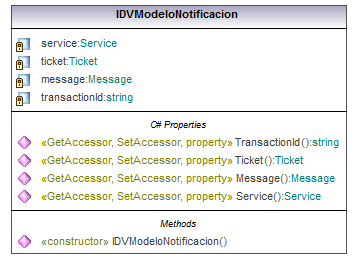 IDVModeloNotificacion
service:Service
ticket:Ticket
message:Message
transactionId:string
C# Properties
«GetAccessor, SetAccessor, property» TransactionId():string
«GetAccessor, SetAccessor, property» Ticket():Ticket
«GetAccessor, SetAccessor, property» Message():Message
«GetAccessor, SetAccessor, property» Service():Service
Methods
«constructor» IDVModeloNotificacion()